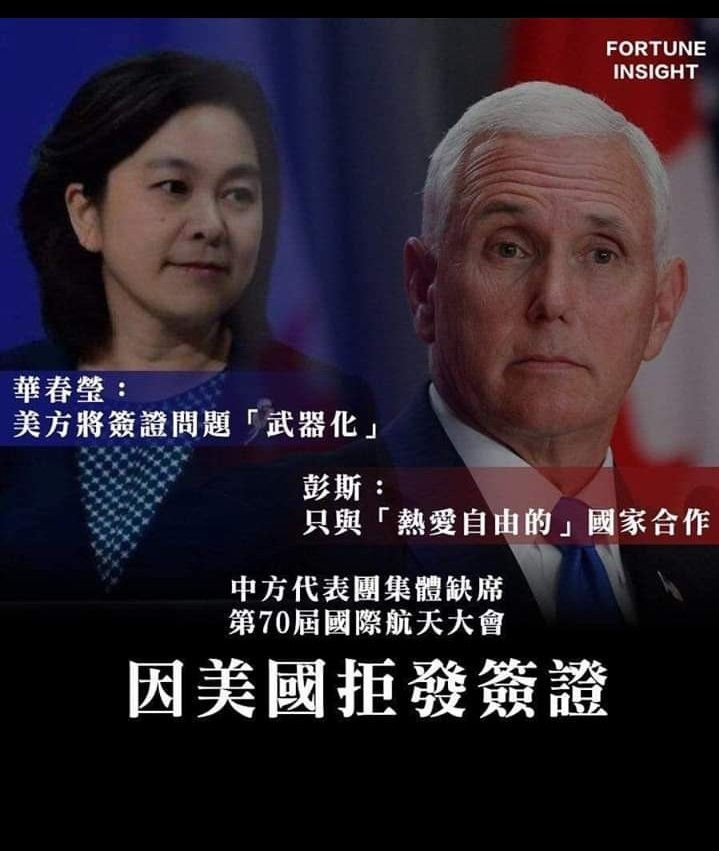 FORTUNE
INSIGHT
華春瑩：
美方將簽證問題「武器化」
彭斯：
只與「熱愛自由的」國家合作
中方代表團集體缺席
第70屆國際航天大會
因美國拒發簽證